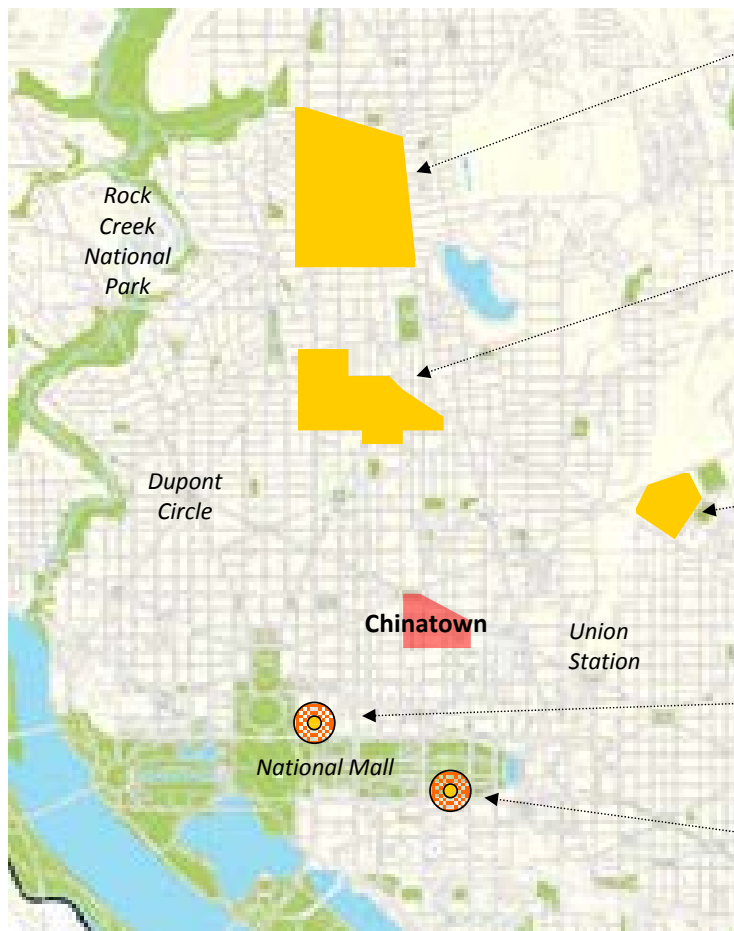 Rock
Creek
National
Park
Dupont
Circle
Chinatown
Union
Station
National Mall